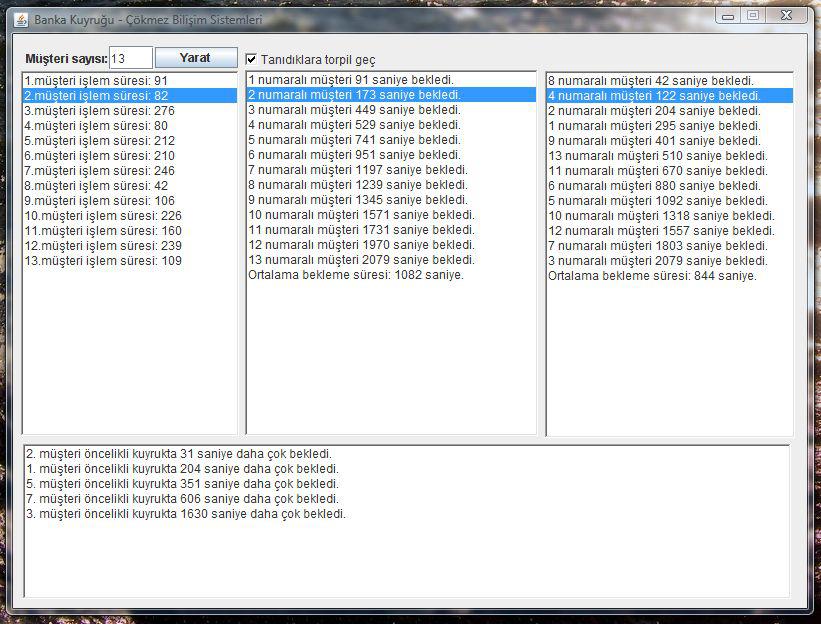 Banka Kuyruğu - Çökmez Bilişim Sistemleri
Müşteri sayısı: 13 Yarat Tanıdıklara torpil geç
1.müşteri işlem süresi: 91
2.müşteri işlem süresi: 82
3.müşteri işlem süresi: 276
4.müşteri işlem süresi: 80
5.müşteri işlem süresi: 212
6.müşteri işlem süresi: 210
7.müşteri işlem süresi: 246
8.müşteri işlem süresi: 42
9.müşteri işlem süresi: 106
10.müşteri işlem süresi: 226
11.müşteri işlem süresi: 160
12.müşteri işlem süresi: 239
13.müşteri işlem süresi: 109
1 numaralı müşteri 91 saniye bekledi.
2 numaralı müşteri 173 saniye bekledi.
3 numaralı müşteri 449 saniye bekledi.
4 numaralı müşteri 529 saniye bekledi.
5 numaralı müşteri 741 saniye bekledi.
6 numaralı müşteri 951 saniye bekledi.
7 numaralı müşteri 1197 saniye bekledi.
8 numaralı müşteri 1239 saniye bekledi.
9 numaralı müşteri 1345 saniye bekledi.
10 numaralı müşteri 1571 saniye bekledi.
11 numaralı müşteri 1731 saniye bekledi.
12 numaralı müşteri 1970 saniye bekledi.
13 numaralı müşteri 2079 saniye bekledi.
Ortalama bekleme süresi: 1082 saniye.
8 numaralı müşteri 42 saniye bekledi.
4 numaralı müşteri 122 saniye bekledi.
2 numaralı müşteri 204 saniye bekledi.
1 numaralı müşteri 295 saniye bekledi.
9 numaralı müşteri 401 saniye bekledi.
13 numaralı müşteri 510 saniye bekledi.
11 numaralı müşteri 670 saniye bekledi.
6 numaralı müşteri 880 saniye bekledi.
5 numaralı müşteri 1092 saniye bekledi.
10 numaralı müşteri 1318 saniye bekledi.
12 numaralı müşteri 1557 saniye bekledi.
7 numaralı müşteri 1803 saniye bekledi.
3 numaralı müşteri 2079 saniye bekledi.
Ortalama bekleme süresi: 844 saniye.
2. müşteri öncelikli kuyrukta 31 saniye daha çok bekledi.
1. müşteri öncelikli kuyrukta 204 saniye daha çok bekledi.
5. müşteri öncelikli kuyrukta 351 saniye daha çok bekledi.
7. müşteri öncelikli kuyrukta 606 saniye daha çok bekledi.
3. müşteri öncelikli kuyrukta 1630 saniye daha çok bekledi.